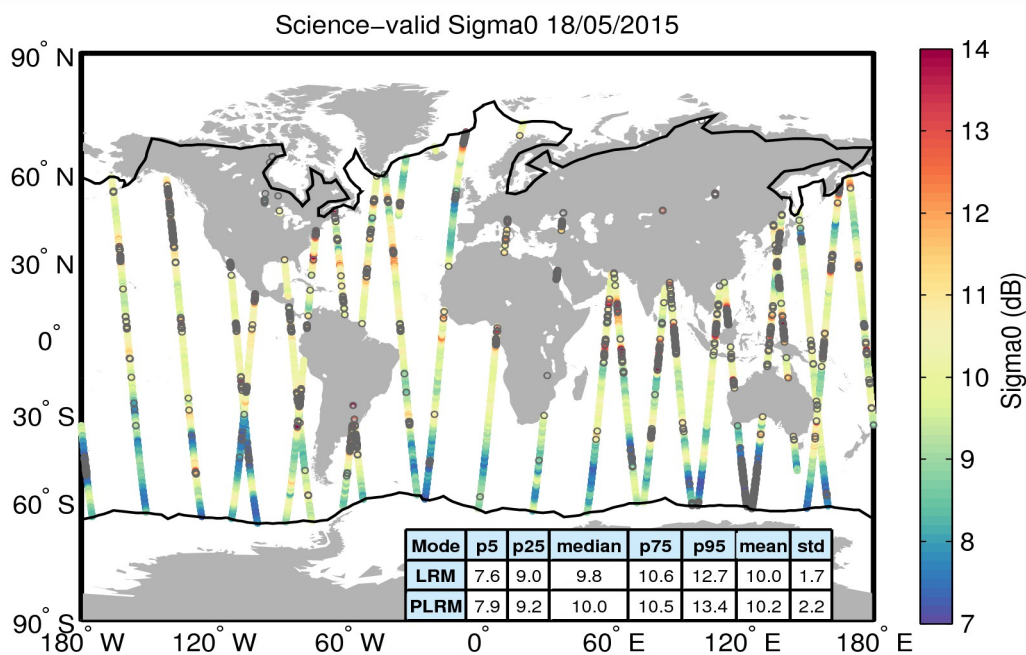 Science−valid Sigma0 18/05/2015
90° N
60° N
30° N
0°
30° S
60° S
90° S
180° W
120° W
60° W
0°
60° E
120° E
180° E
Mode p5 p25 median p75 p95 mean std
LRM 7.6 9.0 9.8 10.6 12.7 10.0 1.7
PLRM 7.9 9.2 10.0 10.5 13.4 10.2 2.2
14
13
12
11
10
9
8
7
Sigma0 (dB)